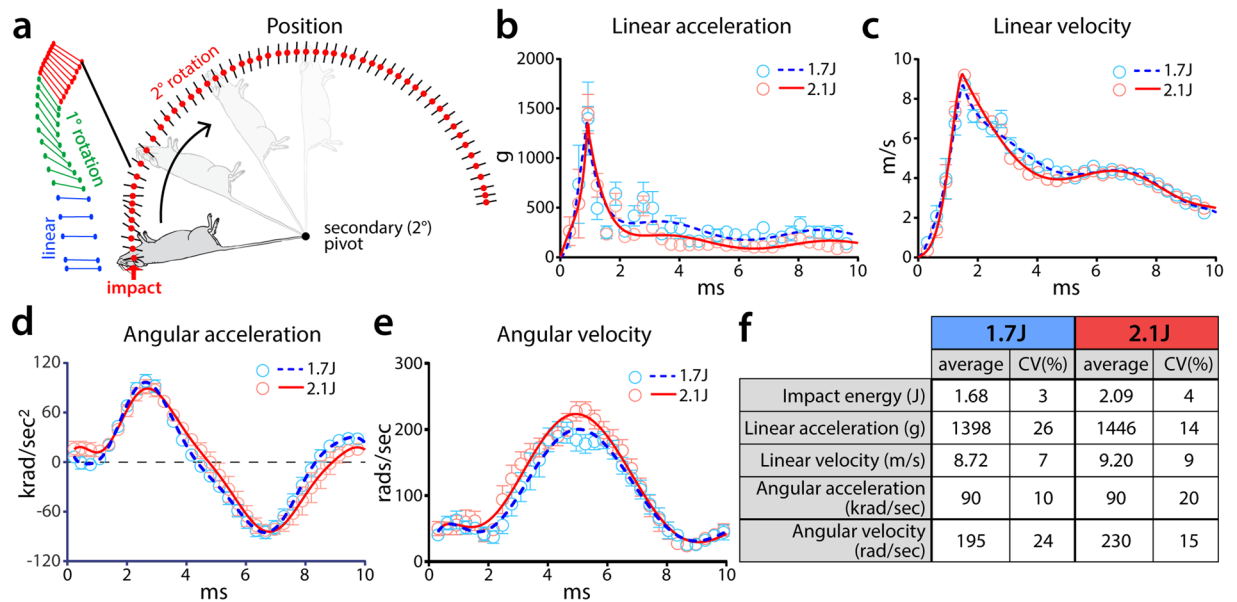 a
Position
2° rotation
1° rotation
linear
impact
secondary (2°)
pivot
b
Linear acceleration
2000
1500
1000
500
0
g
1.7J
2.1J
0
2
4
6
8
10
ms
c
Linear velocity
10
8
6
4
2
0
m/s
1.7J
2.1J
0
2
4
6
8
10
ms
d
Angular acceleration
120
60
0
-60
-120
krad/sec²
1.7J
2.1J
0
2
4
6
8
10
ms
e
Angular velocity
300
200
100
0
rads/sec
1.7J
2.1J
0
2
4
6
8
10
ms
f
1.7J 2.1J
average CV(%) average CV(%)
Impact energy (J) 1.68 3 2.09 4
Linear acceleration (g) 1398 26 1446 14
Linear velocity (m/s) 8.72 7 9.20 9
Angular acceleration
(krad/sec) 90 10 90 20
Angular velocity
(rad/sec) 195 24 230 15